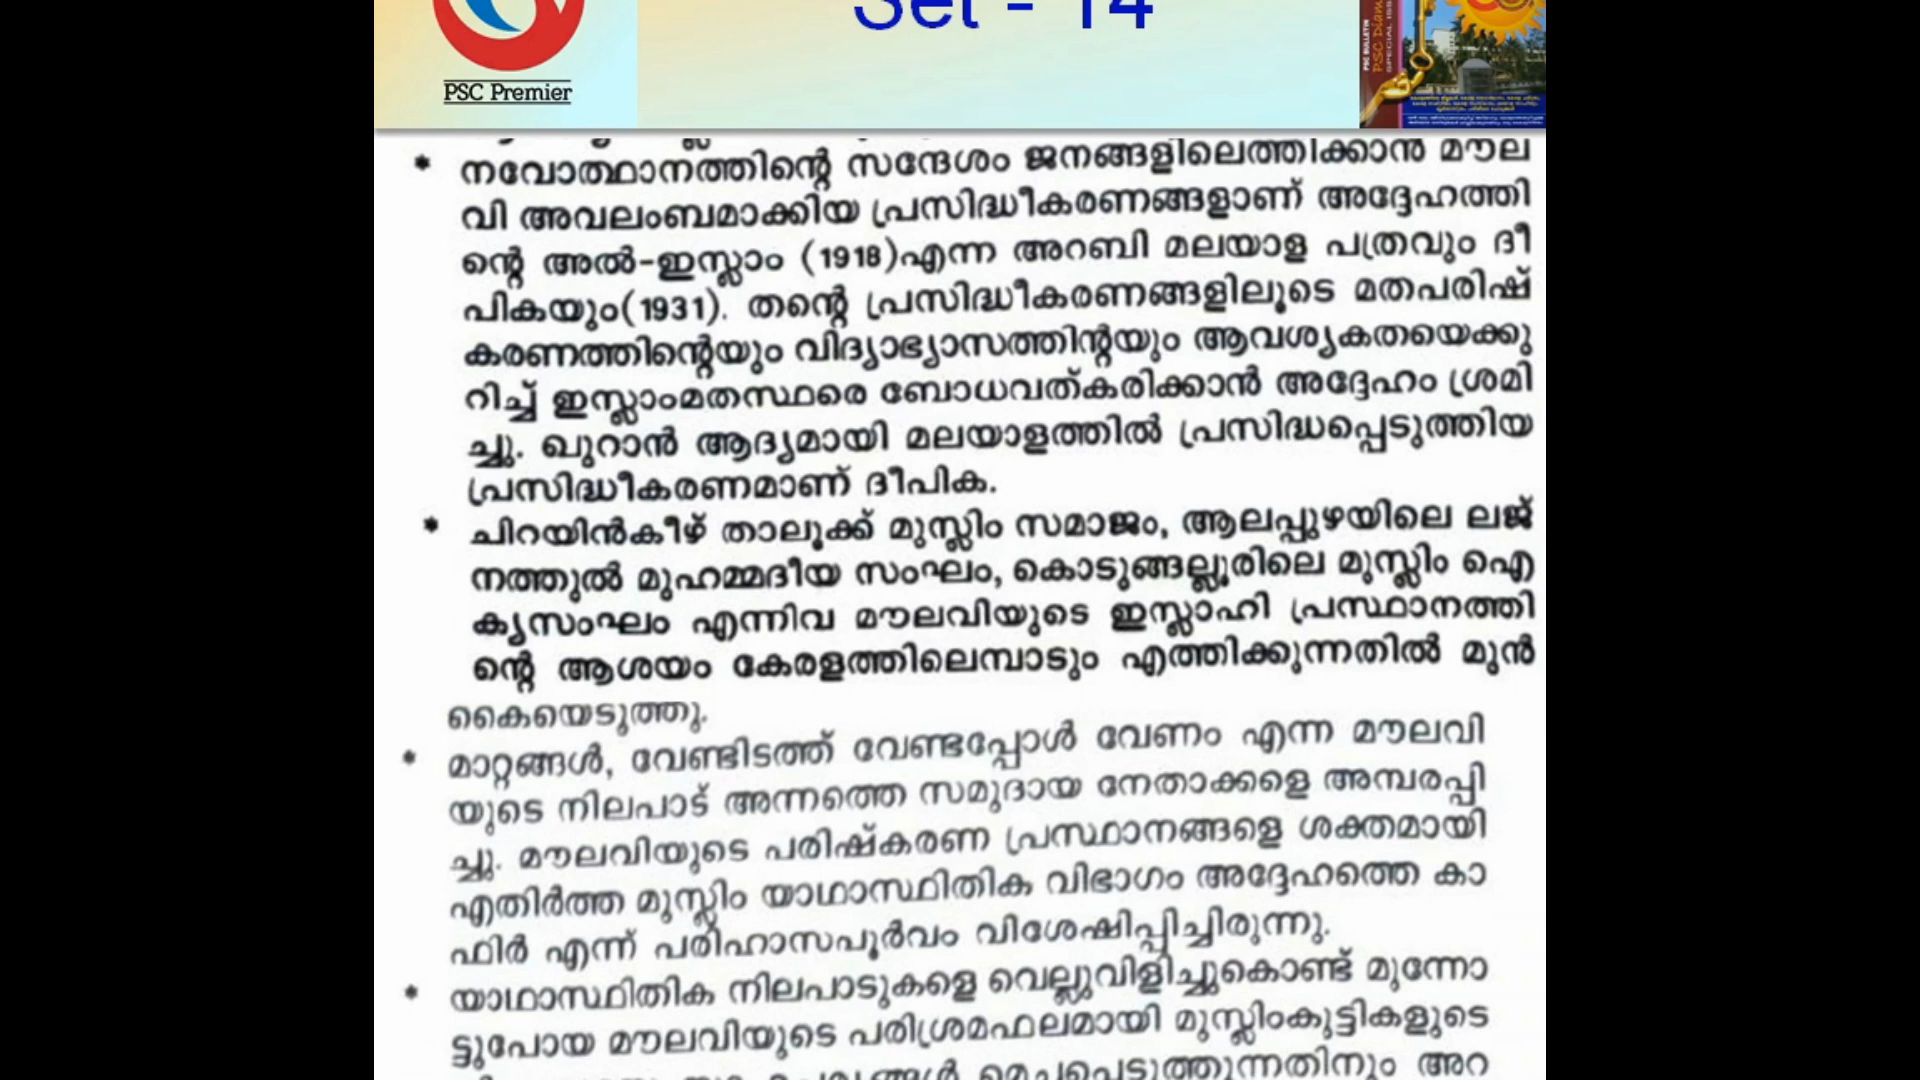 Set - 14
PSC Premier
PSC BULLETIN
* നവോത്ഥാനത്തിന്റെ സന്ദേശം ജനങ്ങളിലെത്തിക്കാൻ മൗല
വി അവലംബമാക്കിയ പ്രസിദ്ധീകരണങ്ങളാണ് അദ്ദേഹത്തി
ന്റെ അൽ-ഇസ്ലാം (1918)എന്ന അറബി മലയാള പത്രവും ദീ
പികയും(1931). തന്റെ പ്രസിദ്ധീകരണങ്ങളിലൂടെ മതപരിഷ്
കരണത്തിന്റെയും വിദ്യാഭ്യാസത്തിന്റയും ആവശ്യകതയെക്കു
റിച്ച് ഇസ്ലാംമതസ്ഥരെ ബോധവത്കരിക്കാൻ അദ്ദേഹം ശ്രമി
ച്ചു. ഖുറാൻ ആദ്യമായി മലയാളത്തിൽ പ്രസിദ്ധപ്പെടുത്തിയ
പ്രസിദ്ധീകരണമാണ് ദീപിക.
* ചിറയിൻകീഴ് താലൂക്ക് മുസ്ലിം സമാജം, ആലപ്പുഴയിലെ ലജ്
നത്തുൽ മുഹമ്മദീയ സംഘം, കൊടുങ്ങല്ലൂരിലെ മുസ്ലിം ഐ
ക്യസംഘം എന്നിവ മൗലവിയുടെ ഇസ്ലാഹി പ്രസ്ഥാനത്തി
ന്റെ ആശയം കേരളത്തിലെമ്പാടും എത്തിക്കുന്നതിൽ മുൻ
കൈയെടുത്തു.
* മാറ്റങ്ങൾ, വേണ്ടിടത്ത് വേണ്ടപ്പോൾ വേണം എന്ന മൗലവി
യുടെ നിലപാട് അന്നത്തെ സമുദായ നേതാക്കളെ അമ്പരപ്പി
ച്ചു. മൗലവിയുടെ പരിഷ്കരണ പ്രസ്ഥാനങ്ങളെ ശക്തമായി
എതിർത്ത മുസ്ലിം യാഥാസ്ഥിതിക വിഭാഗം അദ്ദേഹത്തെ കാ
ഫിർ എന്ന് പരിഹാസപൂർവം വിശേഷിപ്പിച്ചിരുന്നു.
* യാഥാസ്ഥിതിക നിലപാടുകളെ വെല്ലുവിളിച്ചുകൊണ്ട് മുന്നോ
ട്ടുപോയ മൗലവിയുടെ പരിശ്രമഫലമായി മുസ്ലിംകുട്ടികളുടെ
മെച്ചപ്പെടുത്തുന്നതിനും അറ